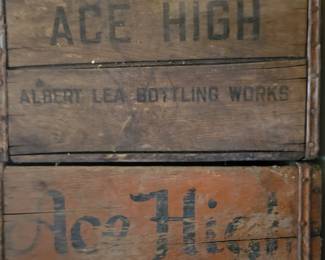 ACE HIGH
ALBERT LEA BOTTLING WORKS
Ace High